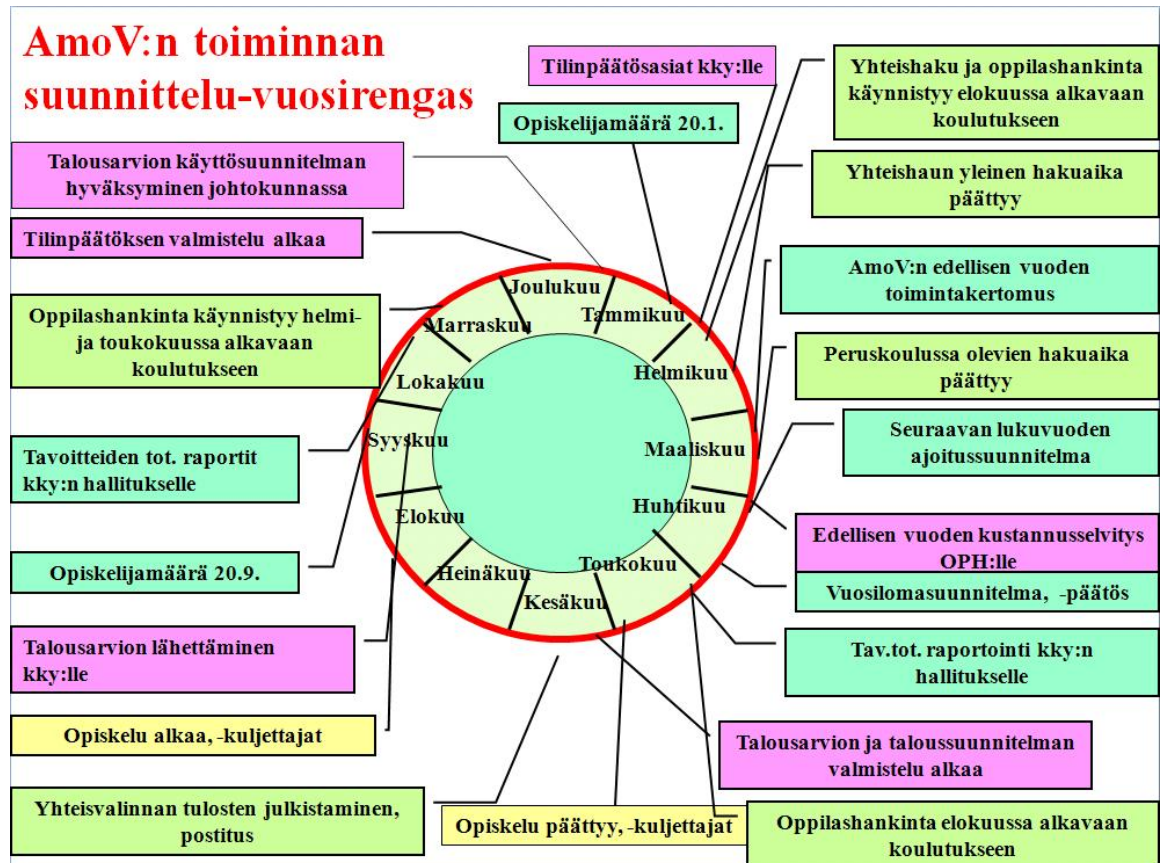 AmoV:n toiminnan
suunnittelu-vuosirengas
Tilinpäätösasiat kky:lle
Opiskelijamäärä 20.1.
Yhteishaku ja oppilashankinta
käynnistyy elokuussa alkavaan
koulutukseen
Yhteishaun yleinen hakuaika
päättyy
AmoV:n edellisen vuoden
toimintakertomus
Peruskoulussa olevien hakuaika
päättyy
Seuraavan lukuvuoden
ajoitussuunnitelma
Edellisen vuoden kustannusselvitys
OPH:lle
Vuosilomasuunnitelma, -päätös
Tav.tot. raportointi kky:n
hallitukselle
Talousarvion ja taloussuunnitelman
valmistelu alkaa
Oppilashankinta elokuussa alkavaan
koulutukseen
Opiskelu päättyy, -kuljettajat
Yhteisvalinnan tulosten julkistaminen,
postitus
Opiskelu alkaa, -kuljettajat
Talousarvion lähettäminen
kky:lle
Opiskelijamäärä 20.9.
Tavoitteiden tot. raportit
kky:n hallitukselle
Oppilashankinta käynnistyy helmi-
ja toukokuussa alkavaan
koulutukseen
Tilinpäätöksen valmistelu alkaa
Talousarvion käyttösuunnitelman
hyväksyminen johtokunnassa
Joulukuu
Tammikuu
Helmikuu
Maaliskuu
Huhtikuu
Toukokuu
Kesäkuu
Heinäkuu
Elokuu
Syyskuu
Lokakuu
Marraskuu